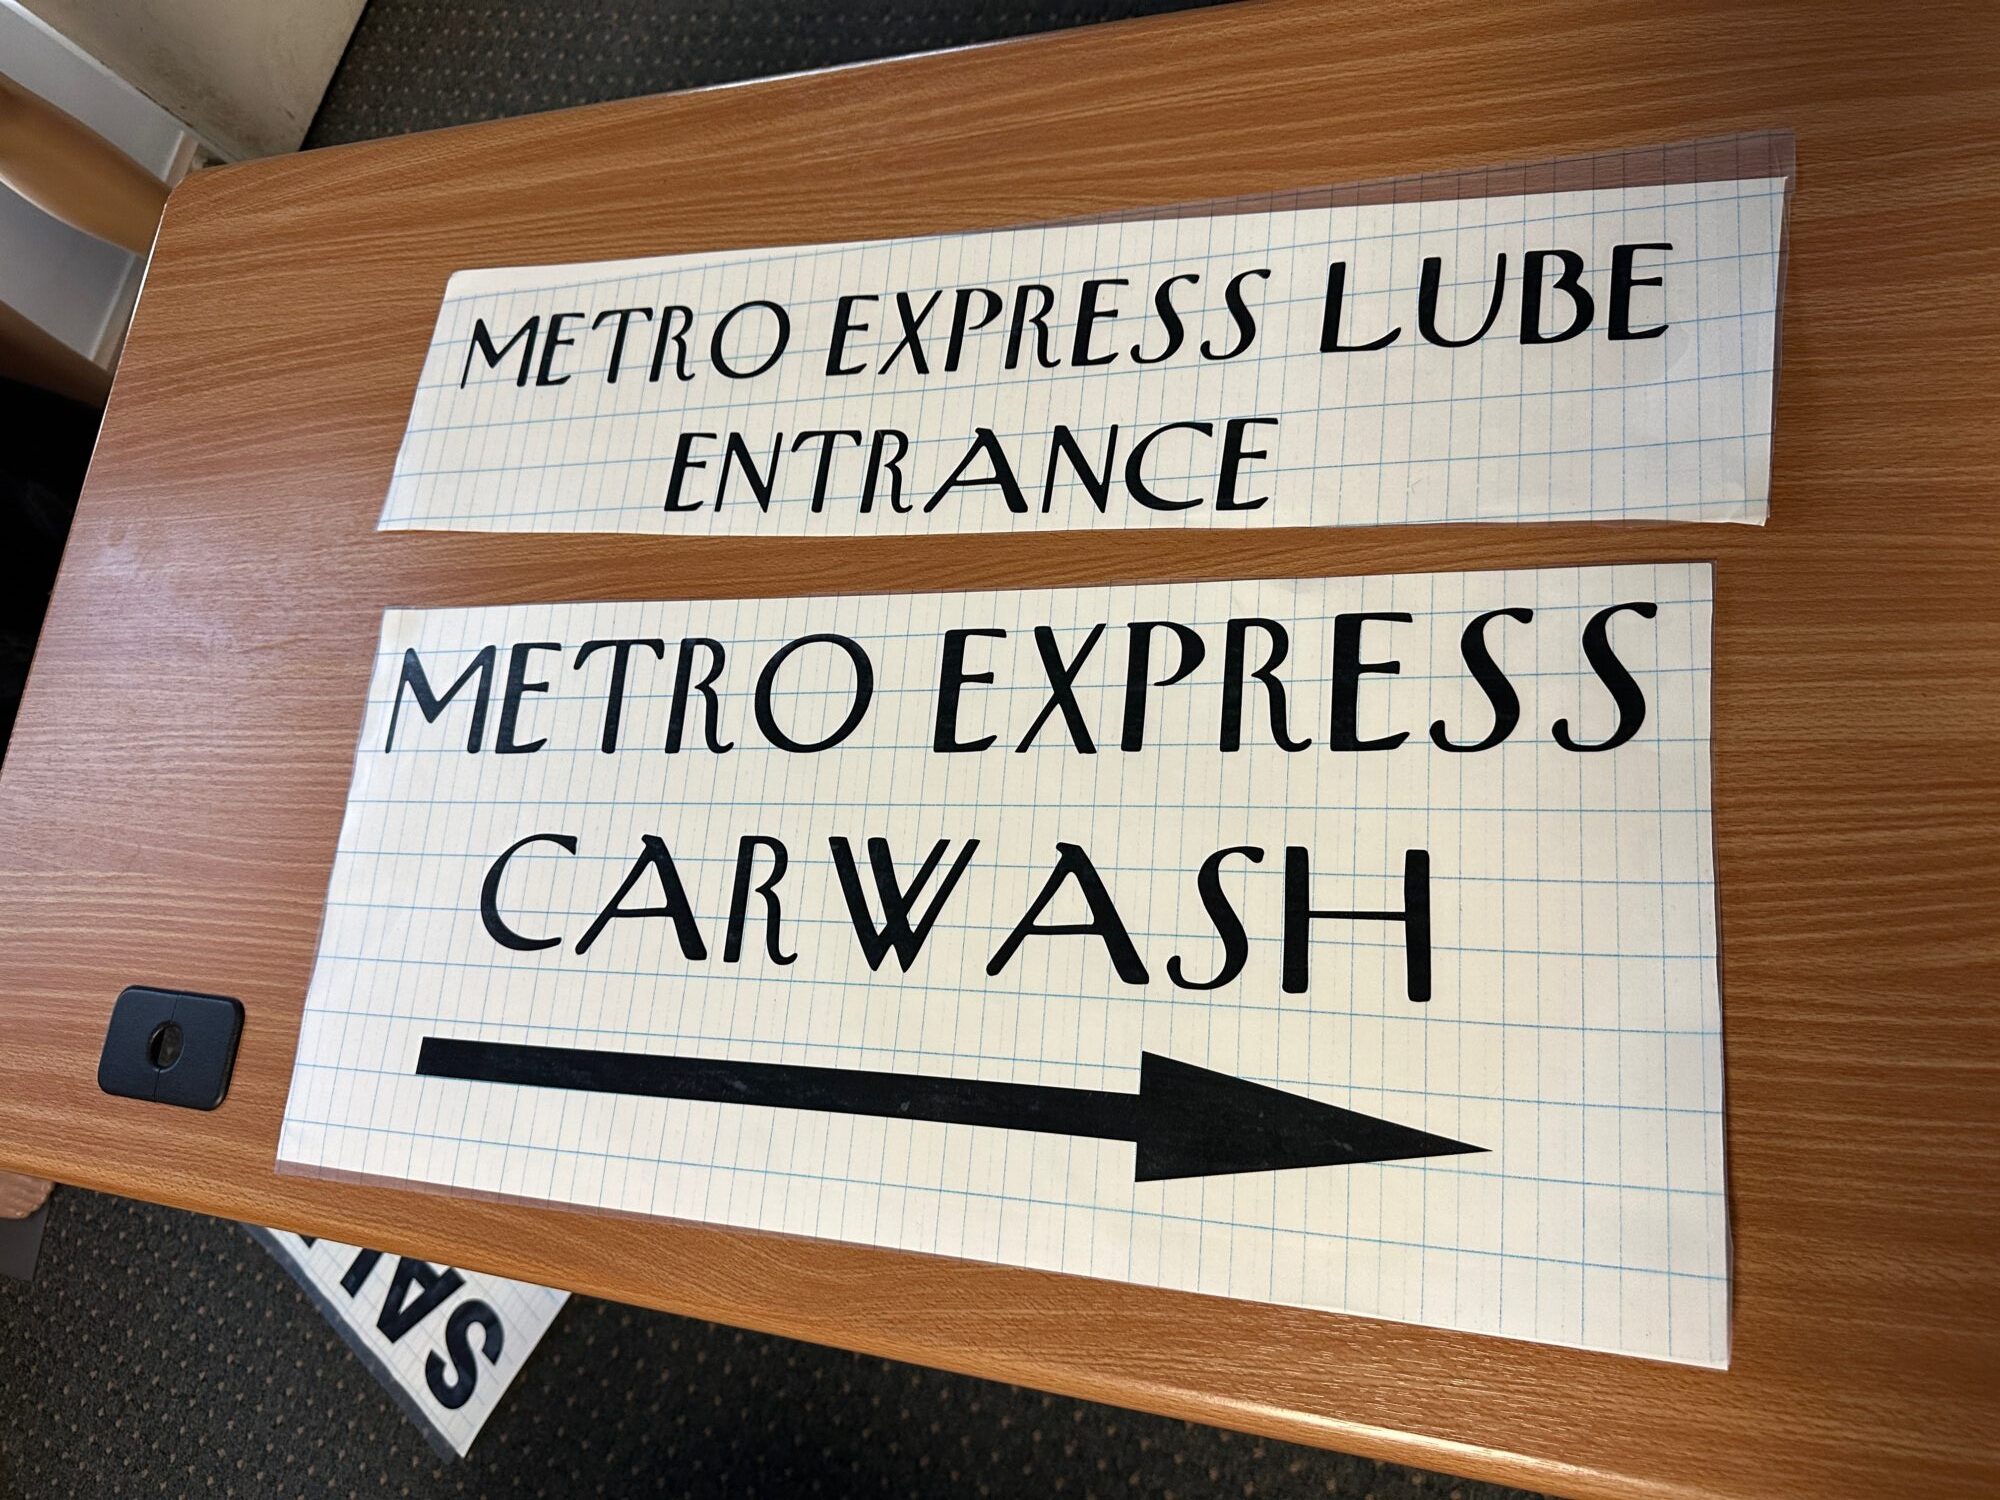 METRO EXPRESS LUBE
ENTRANCE
METRO EXPRESS
CARWASH